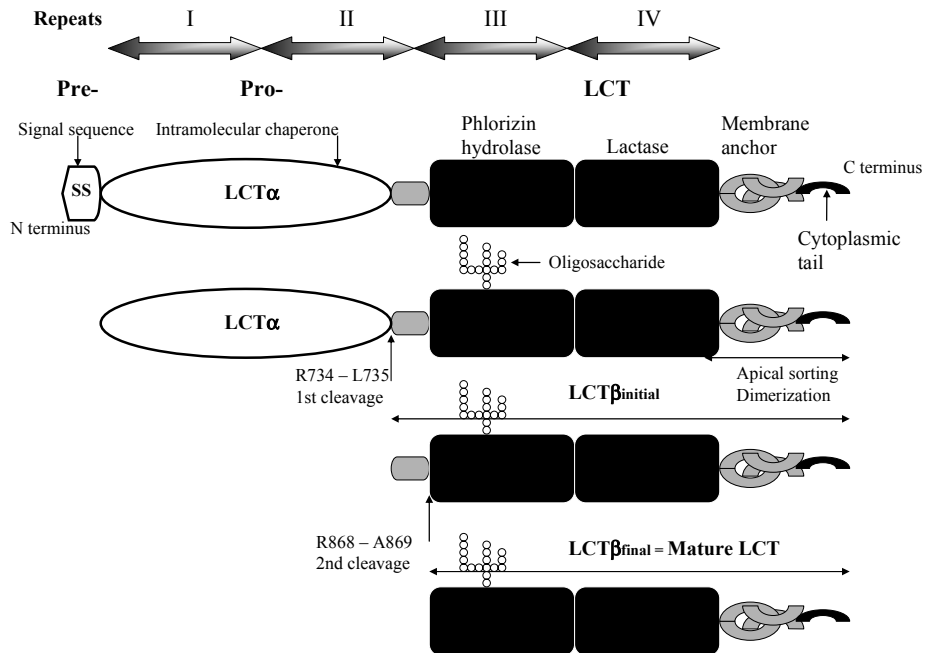 Repeats I II III IV
Pre- Pro- LCT
Signal sequence Intramolecular chaperone Phlorizin hydrolase Lactase Membrane anchor
C terminus
SS LCTα
N terminus
Cytoplasmic tail
Oligosaccharide
LCTα
R734 – L735
1st cleavage
Apical sorting
Dimerization
LCTβinitial
R868 – A869
2nd cleavage
LCTβfinal = Mature LCT